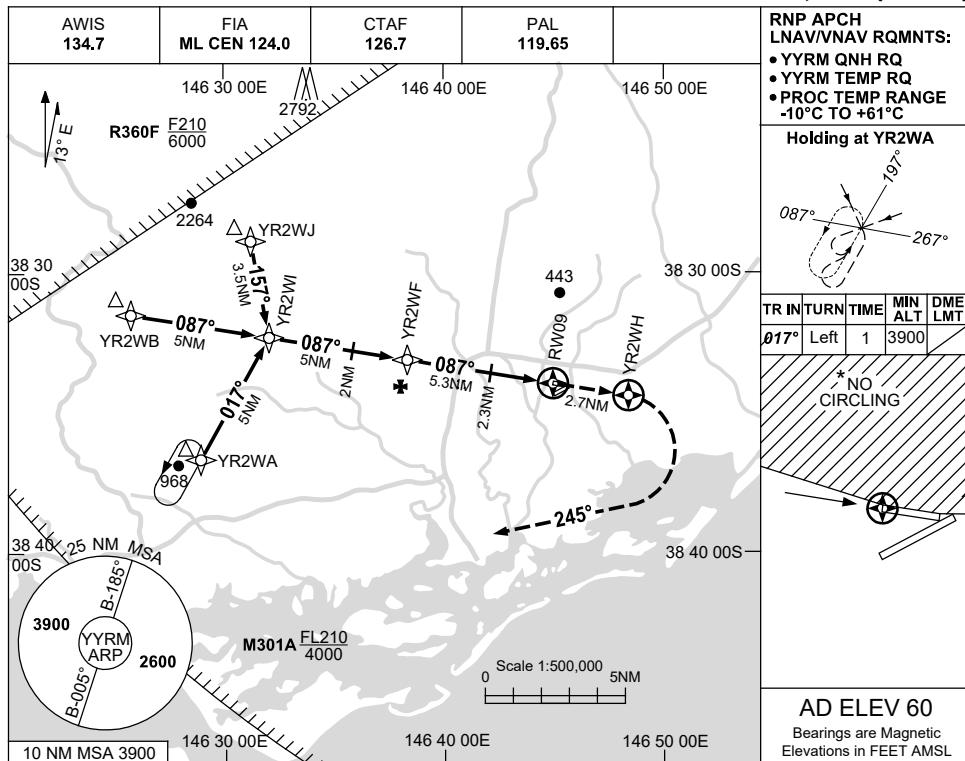 AWIS
134.7
FIA
ML CEN 124.0
CTAF
126.7
PAL
119.65
RNP APCH
LNAV/VNAV RQMNTS:
• YYRM QNH RQ
• YYRM TEMP RQ
• PROC TEMP RANGE
-10°C TO +61°C
146 30 00E
146 40 00E
146 50 00E
2792
13° E
R360F F210
6000
2264
YR2WJ
38 30
00S
38 30 00S
157°
3.5NM
YR2WI
YR2WF
443
RW09
YR2WH
YR2WB
087°
5NM
087°
5NM
2NM
087°
5.3NM
2.3NM
2.7NM
017°
5NM
YR2WA
968
245°
38 40
00S
38 40 00S
25 NM MSA
B-185°
3900
YYRM
ARP
2600
B-005°
M301A FL210
4000
Scale 1:500,000
0 5NM
10 NM MSA 3900
146 30 00E
146 40 00E
146 50 00E
Holding at YR2WA
197°
087°
267°
TR IN TURN TIME MIN ALT DME LMT
017° Left 1 3900
*NO
CIRCLING
AD ELEV 60
Bearings are Magnetic
Elevations in FEET AMSL